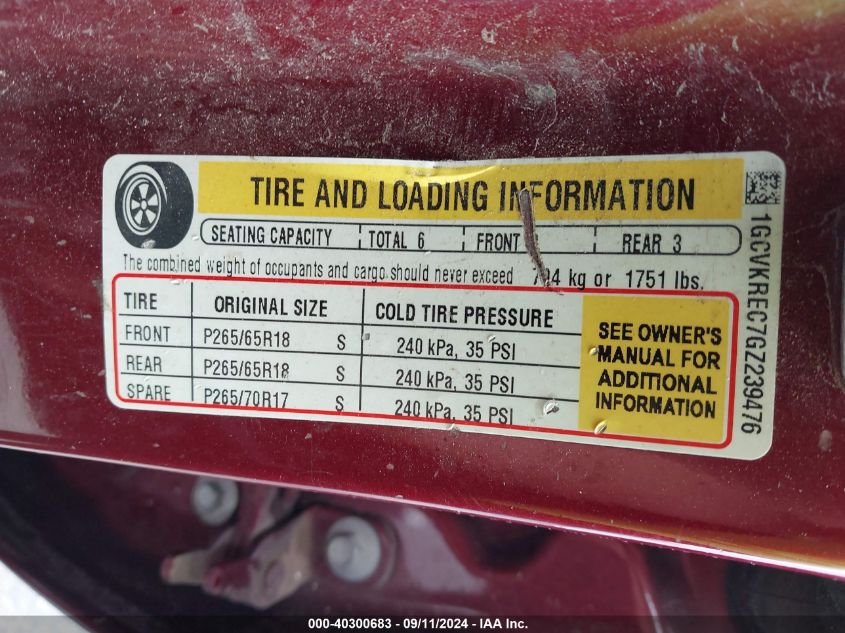 TIRE AND LOADING INFORMATION
SEATING CAPACITY TOTAL 6 FRONT REAR 3
The combined weight of occupants and cargo should never exceed kg or 1751 lbs.
TIRE ORIGINAL SIZE COLD TIRE PRESSURE
FRONT P265/65R18 S 240 kPa, 35 PSI
REAR P265/65R18 S 240 kPa, 35 PSI
SPARE P265/70R17 S 240 kPa, 35 PSI
SEE OWNER'S
MANUAL FOR
ADDITIONAL
INFORMATION
1GCVKREC7GZ239476
000-40300683 - 09/11/2024 - IAA Inc.